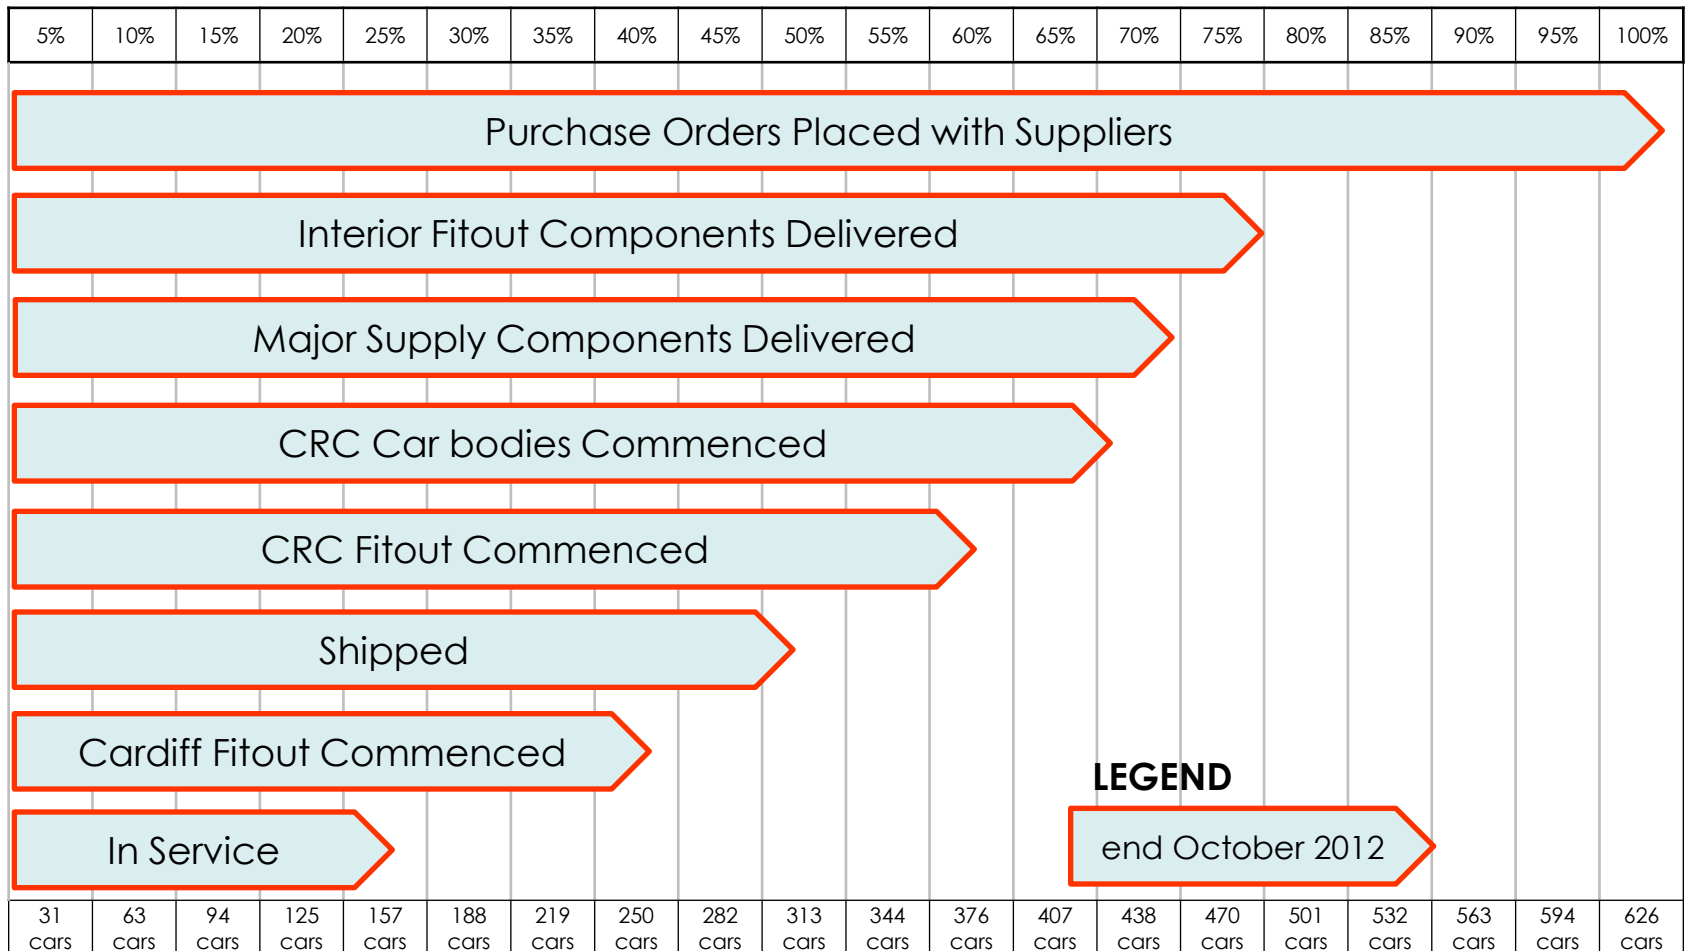 5% 10% 15% 20% 25% 30% 35% 40% 45% 50% 55% 60% 65% 70% 75% 80% 85% 90% 95% 100%
Purchase Orders Placed with Suppliers
Interior Fitout Components Delivered
Major Supply Components Delivered
CRC Car bodies Commenced
CRC Fitout Commenced
Shipped
Cardiff Fitout Commenced
LEGEND
In Service
end October 2012
31 63 94 125 157 188 219 250 282 313 344 376 407 438 470 501 532 563 594 626
cars cars cars cars cars cars cars cars cars cars cars cars cars cars cars cars cars cars cars cars